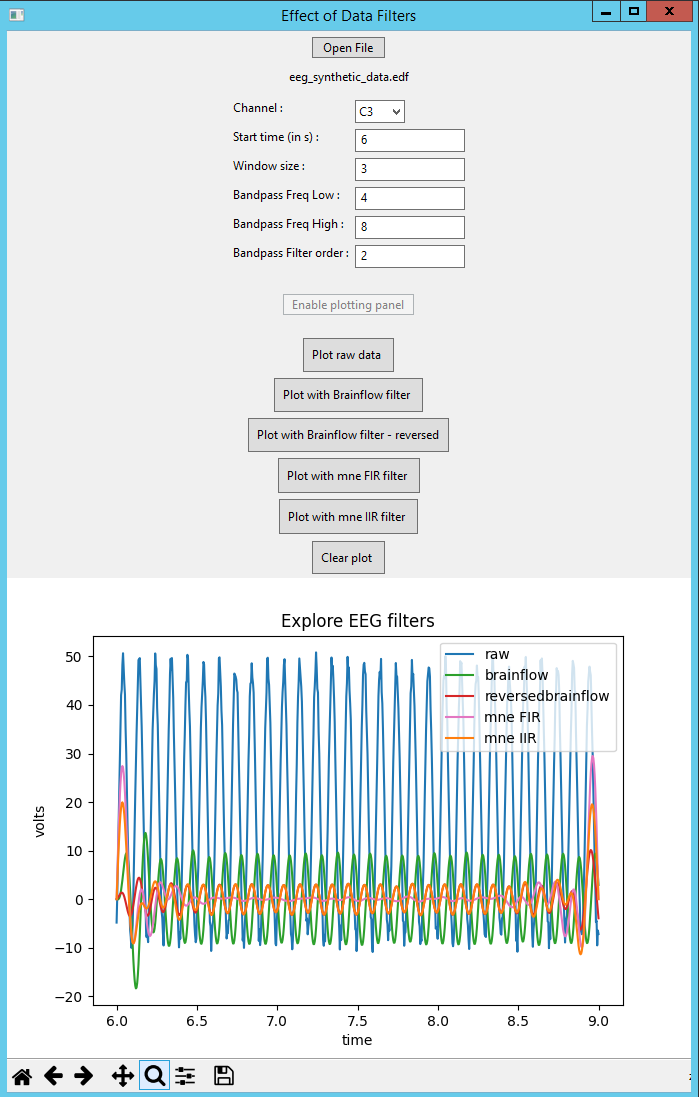 Effect of Data Filters
Open File
eeg_synthetic_data.edf
Channel : C3
Start time (in s) : 6
Window size : 3
Bandpass Freq Low : 4
Bandpass Freq High : 8
Bandpass Filter order : 2
Enable plotting panel
Plot raw data
Plot with Brainflow filter
Plot with Brainflow filter - reversed
Plot with mne FIR filter
Plot with mne IIR filter
Clear plot
Explore EEG filters
raw
brainflow
reversedbrainflow
mne FIR
mne IIR
50
40
30
20
10
0
−10
−20
volts
6.0 6.5 7.0 7.5 8.0 8.5 9.0
time